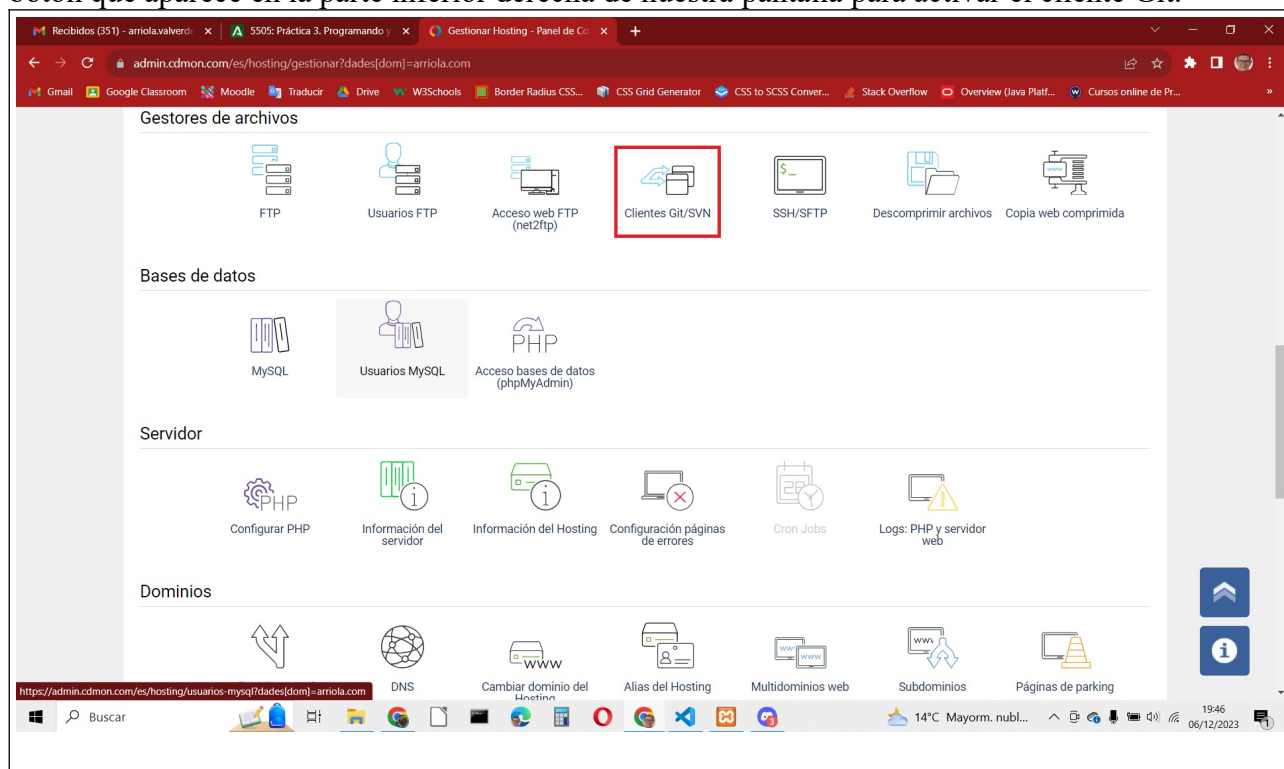 botón que aparece en la parte inferior derecha de nuestra pantalla para activar el cliente Git.
Recibidos (351) - arriola.valverde
5505: Práctica 3. Programando y
Gestionar Hosting - Panel de Co
admin.cdmon.com/es/hosting/gestionar?dades[dom]=arriola.com
Gmail Google Classroom Moodle Traducir Drive W3Schools Border Radius CSS... CSS Grid Generator CSS to SCSS Conver... Stack Overflow Overview (Java Platf... Cursos online de Pr... »
Gestores de archivos
$_
www
FTP Usuarios FTP Acceso web FTP Clientes Git/SVN SSH/SFTP Descomprimir archivos Copia web comprimida
(net2ftp)
Bases de datos
PHP
MySQL Usuarios MySQL Acceso bases de datos
(phpMyAdmin)
Servidor
PHP
Configurar PHP Información del Información del Hosting Configuración páginas Cron Jobs Logs: PHP y servidor
servidor de errores web
Dominios
www
www
www
DNS Cambiar dominio del Alias del Hosting Multidominios web Subdominios Páginas de parking
Hosting
https://admin.cdmon.com/es/hosting/usuarios-mysql?dades[dom]=arriola.com
Buscar
14°C Mayorm. nubl...
19:46
06/12/2023